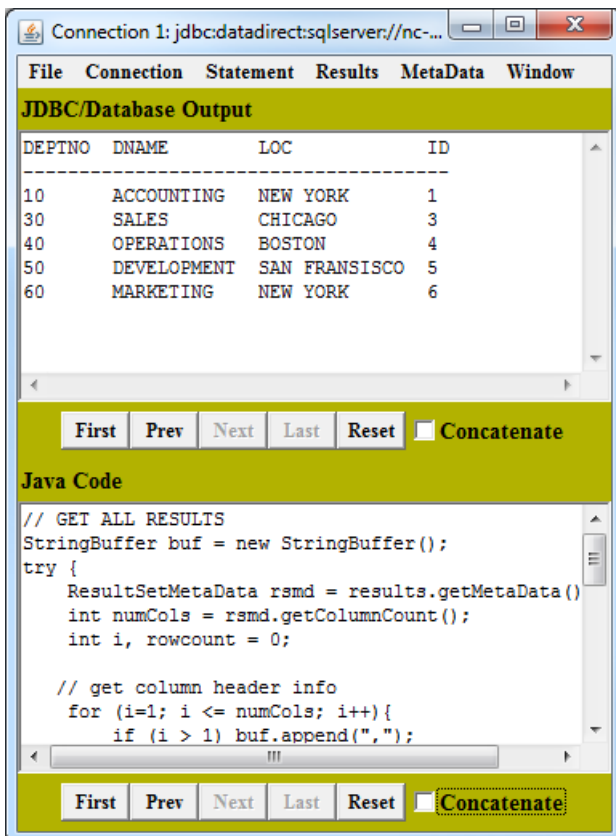 Connection 1: jdbc:datadirect:sqlserver://nc-...
File Connection Statement Results MetaData Window
JDBC/Database Output
DEPTNO DNAME LOC ID
-------------------------------------------
10 ACCOUNTING NEW YORK 1
30 SALES CHICAGO 3
40 OPERATIONS BOSTON 4
50 DEVELOPMENT SAN FRANSISCO 5
60 MARKETING NEW YORK 6
First Prev Next Last Reset Concatenate
Java Code
// GET ALL RESULTS
StringBuffer buf = new StringBuffer();
try {
ResultSetMetaData rsmd = results.getMetaData()
int numCols = rsmd.getColumnCount();
int i, rowcount = 0;
// get column header info
for (i=1; i <= numCols; i++){
if (i > 1) buf.append(",");
First Prev Next Last Reset Concatenate